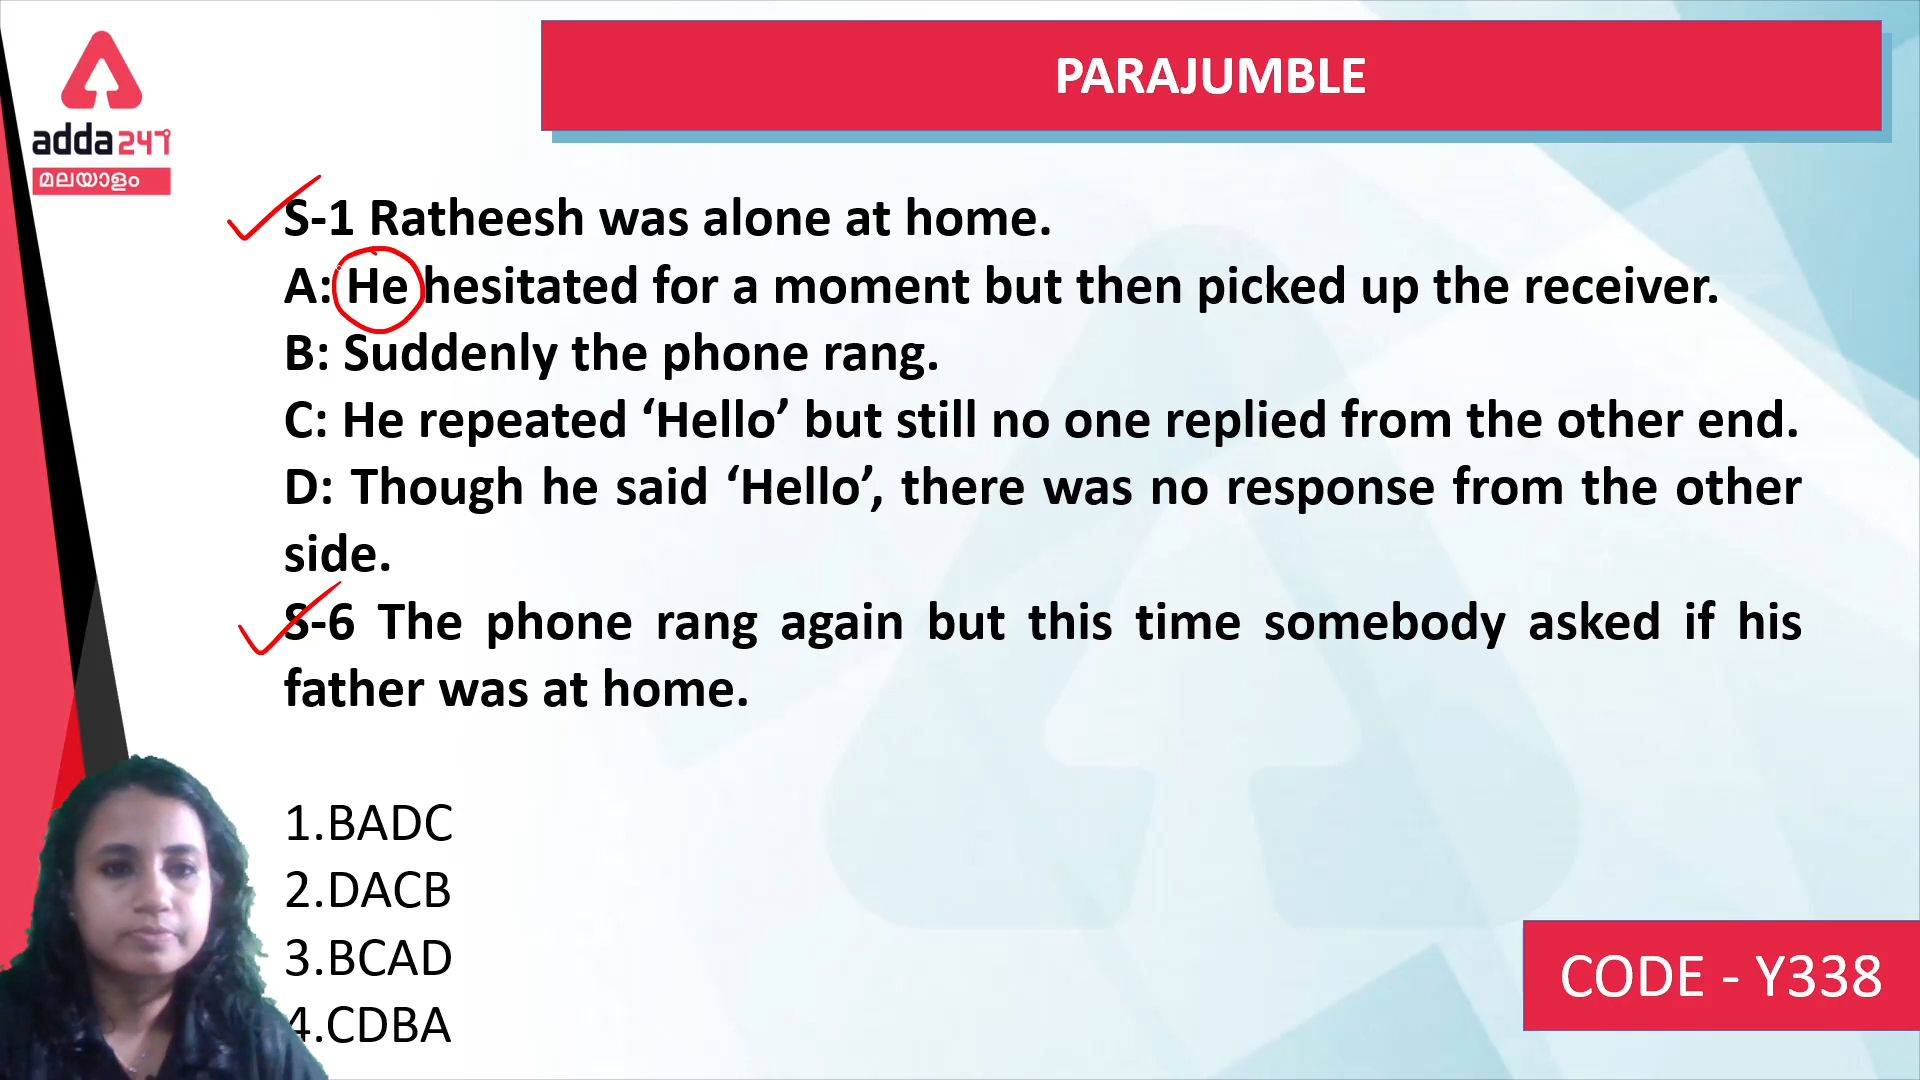 PARAJUMBLE
adda247
മലയാളം
S-1 Ratheesh was alone at home.
A: He hesitated for a moment but then picked up the receiver.
B: Suddenly the phone rang.
C: He repeated ‘Hello’ but still no one replied from the other end.
D: Though he said ‘Hello’, there was no response from the other
side.
S-6 The phone rang again but this time somebody asked if his
father was at home.
1.BADC
2.DACB
3.BCAD
4.CDBA
CODE - Y338